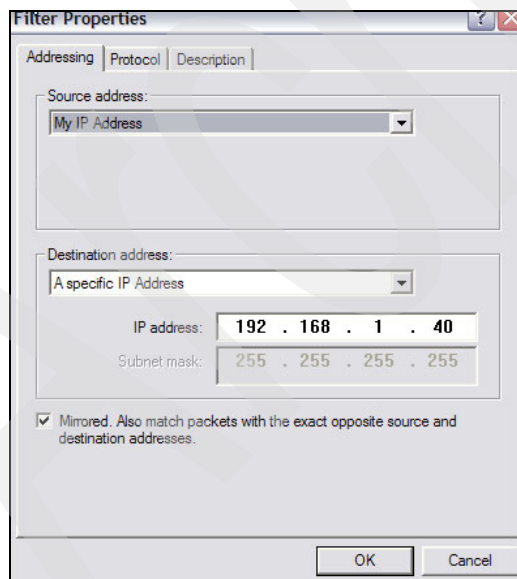 Filter Properties
Addressing Protocol Description
Source address:
My IP Address
Destination address:
A specific IP Address
IP address: 192 . 168 . 1 . 40
Subnet mask: 255 . 255 . 255 . 255
Mirrored. Also match packets with the exact opposite source and
destination addresses.
OK Cancel